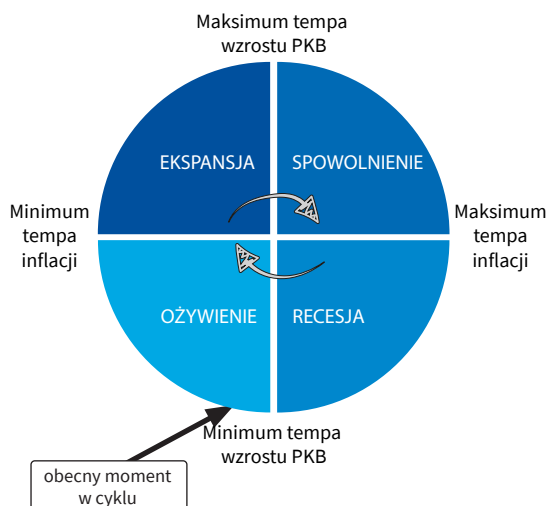 Maksimum tempa
wzrostu PKB
EKSPANSJA
SPOWOLNIENIE
Minimum
tempa
inflacji
Maksimum
tempa
inflacji
OŻYWIENIE
RECESJA
Minimum tempa
wzrostu PKB
obecny moment
w cyklu